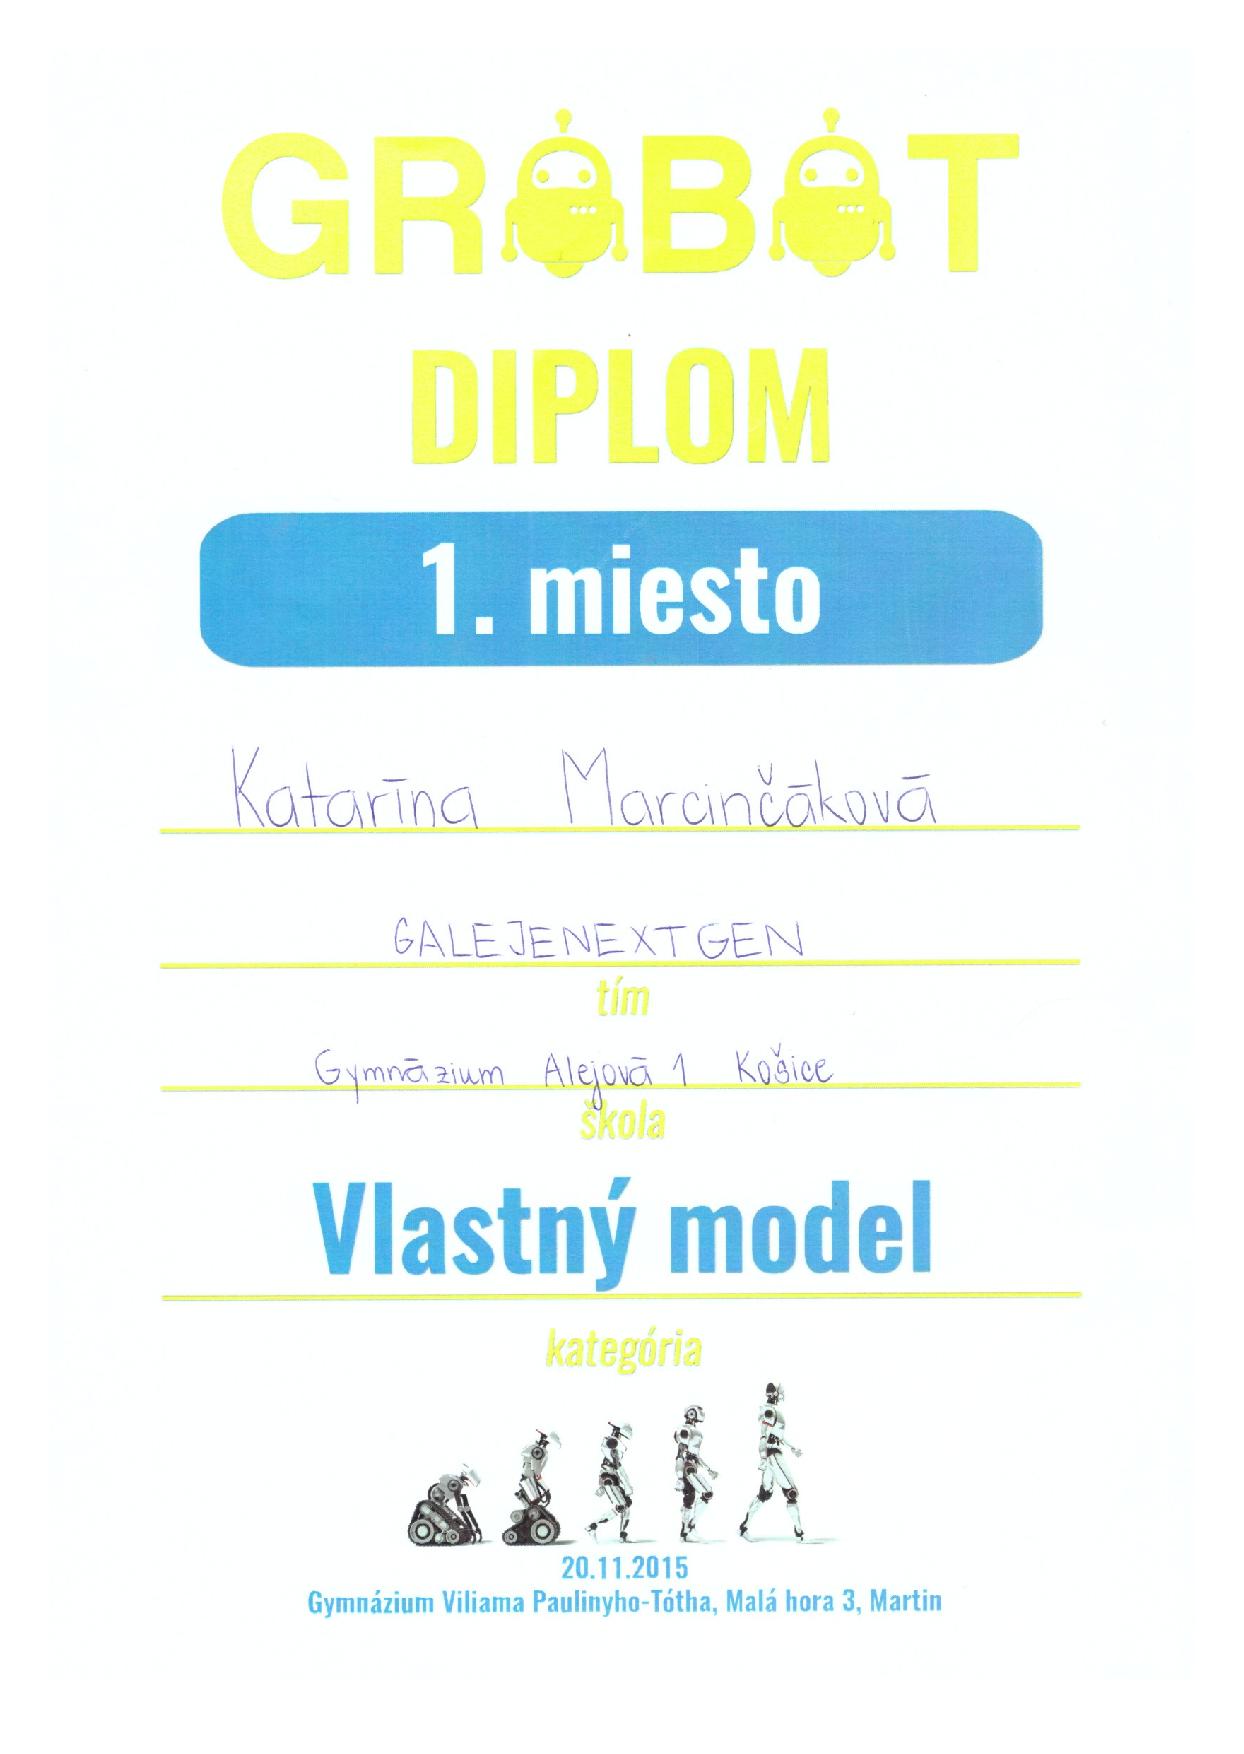 GROBOT
DIPLOM
1. miesto
Katarína Marcinčáková
GALEJENEXTGEN
tím
Gymnázium Alejová 1 Košice
škola
Vlastný model
kategória
20.11.2015
Gymnázium Viliama Paulinyho-Tótha, Malá hora 3, Martin